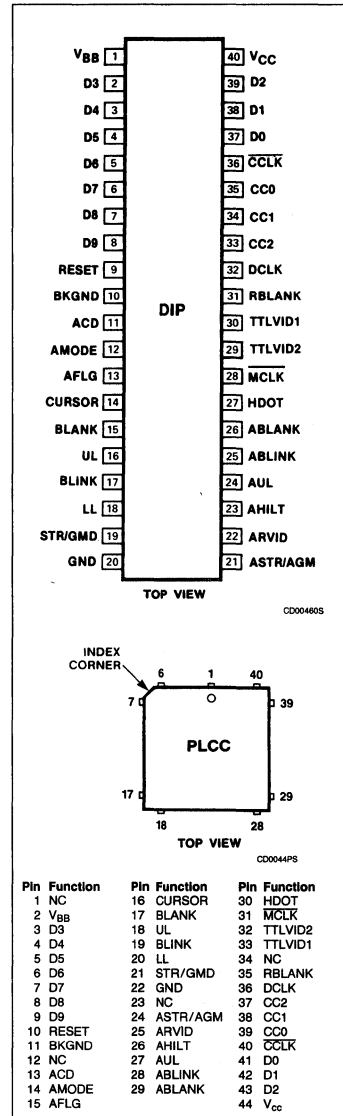 VBB 1 40 VCC
D3 2 39 D2
D4 3 38 D1
D5 4 37 D0
D6 5 36 CCLK
D7 6 35 CC0
D8 7 34 CC1
D9 8 33 CC2
RESET 9 32 DCLK
BKGND 10 31 RBLANK
DIP
ACD 11 30 TTLVID1
AMODE 12 29 TTLVID2
AFLG 13 28 MCLK
CURSOR 14 27 HDOT
BLANK 15 26 ABLANK
UL 16 25 ABLINK
BLINK 17 24 AUL
LL 18 23 AHILT
STR/GMD 19 22 ARVID
GND 20 21 ASTR/AGM
TOP VIEW
CD00460S
INDEX
CORNER
6 1 40
7 39
PLCC
17 29
18 28
TOP VIEW
CD0044PS
Pin Function Pin Function Pin Function
1 NC 16 CURSOR 30 HDOT
2 VBB 17 BLANK 31 MCLK
3 D3 18 UL 32 TTLVID2
4 D4 19 BLINK 33 TTLVID1
5 D5 20 LL 34 NC
6 D6 21 STR/GMD 35 RBLANK
7 D7 22 GND 36 DCLK
8 D8 23 NC 37 CC2
9 D9 24 ASTR/AGM 38 CC1
10 RESET 25 ARVID 39 CC0
11 BKGND 26 AHILT 40 CCLK
12 NC 27 AUL 41 D0
13 ACD 28 ABLINK 42 D1
14 AMODE 29 ABLANK 43 D2
15 AFLG 44 Vcc